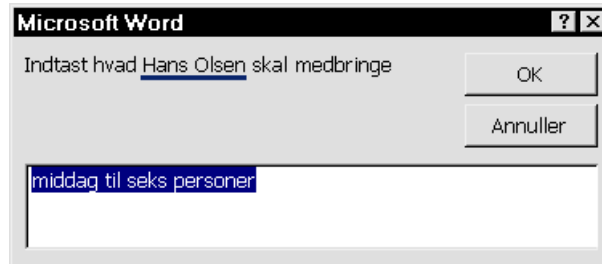 Microsoft Word
Indtast hvad Hans Olsen skal medbringe
OK
Annuller
middag til seks personer